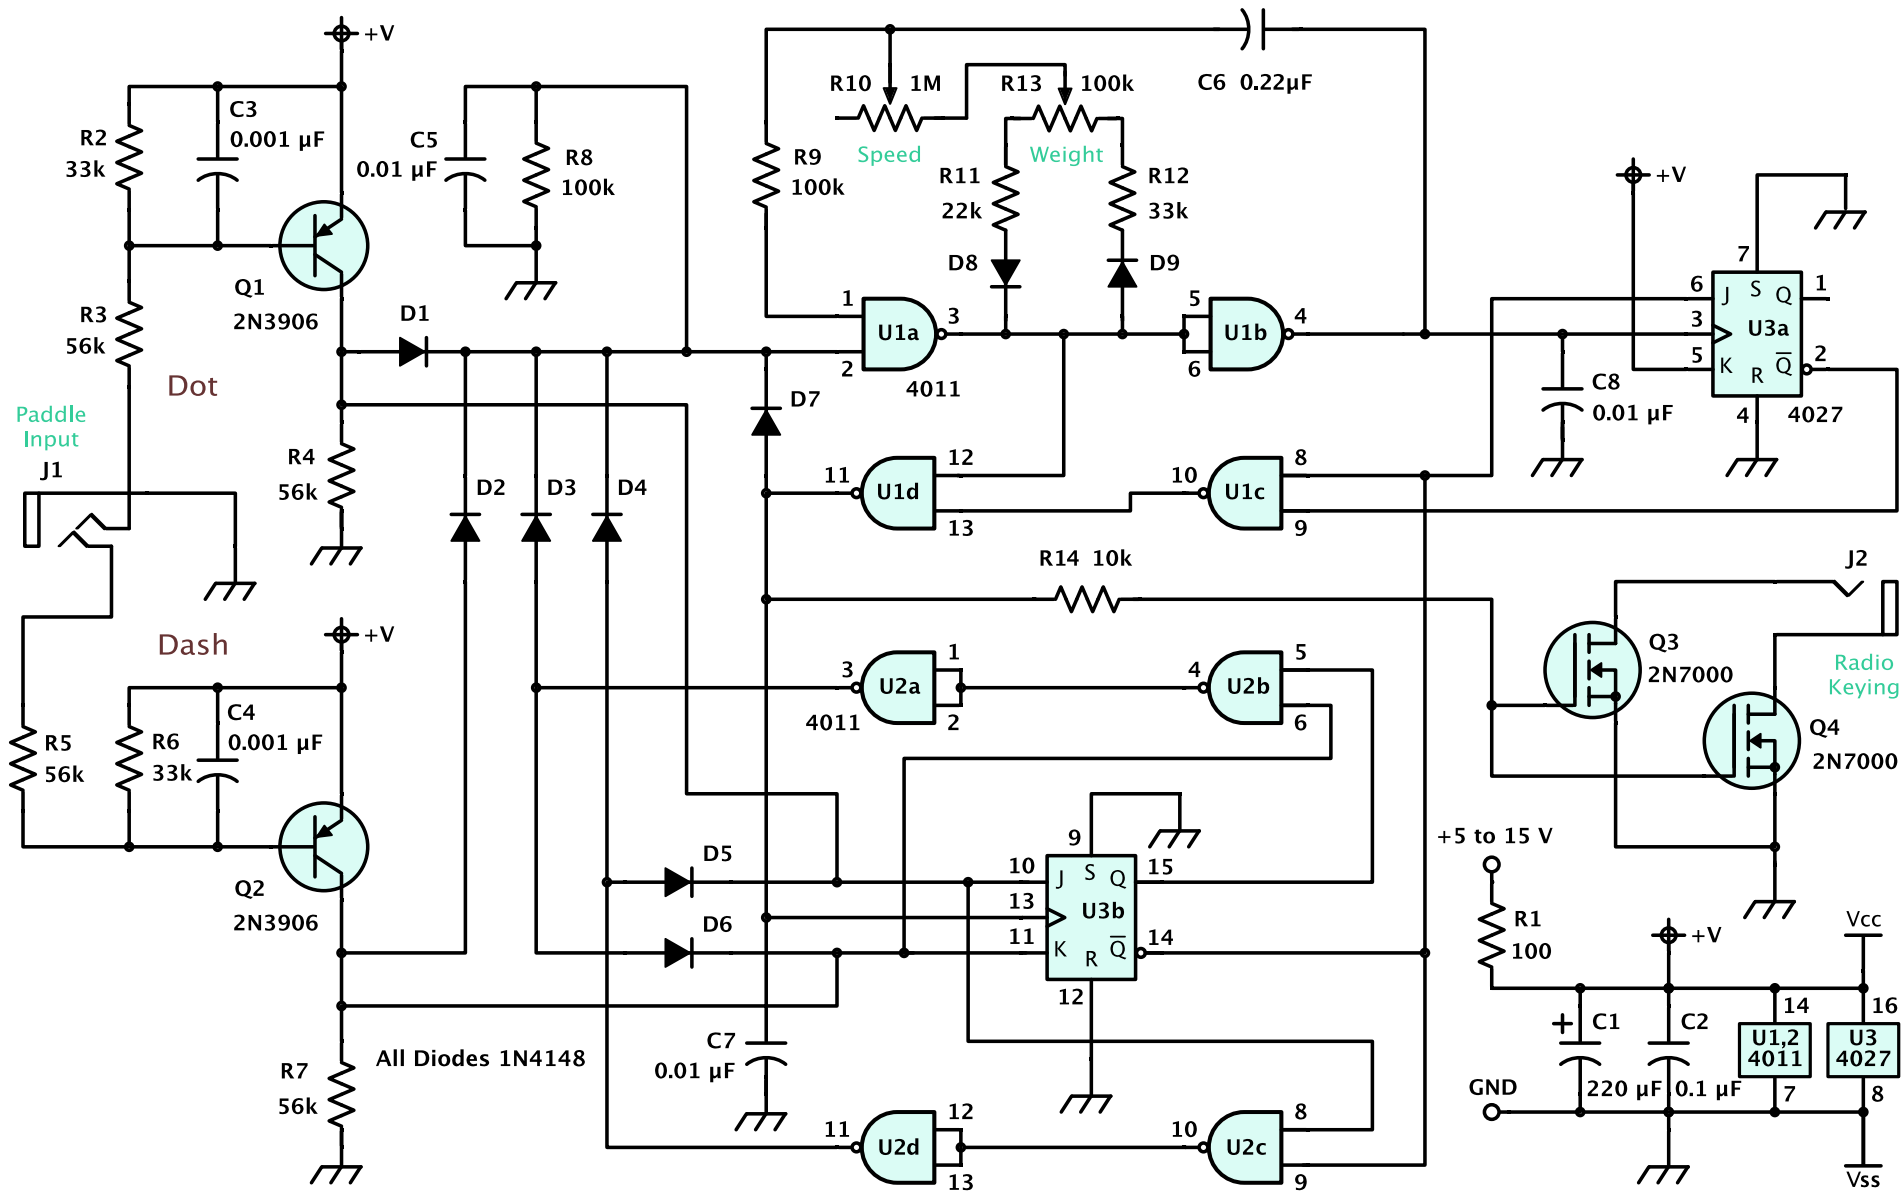 +V
C3
0.001 µF
R2
33k
Q1
2N3906
R3
56k
Dot
Paddle
Input
J1
R4
56k
D1
C5
0.01 µF
R8
100k
D2
D3
D4
R9
100k
R10
1M
Speed
R13
100k
Weight
C6 0.22µF
R11
22k
R12
33k
D8
D9
1
2
U1a
3
4011
5
6
U1b
4
D7
11
U1d
12
13
10
U1c
8
9
+V
7
6
J
S
Q
1
3
U3a
5
K
R
Q
2
4
4027
C8
0.01 µF
R14 10k
J2
Q3
2N7000
Radio
Keying
Q4
2N7000
Dash
+V
R5
56k
R6
33k
C4
0.001 µF
Q2
2N3906
R7
56k
All Diodes 1N4148
3
U2a
1
2
4011
4
U2b
5
6
D5
D6
9
10
J
S
Q
15
13
U3b
11
K
R
Q
14
12
C7
0.01 µF
11
U2d
12
13
10
U2c
8
9
+5 to 15 V
R1
100
+V
Vcc
C1
220 µF
C2
0.1 µF
14
U1,2
4011
7
16
U3
4027
8
GND
Vss